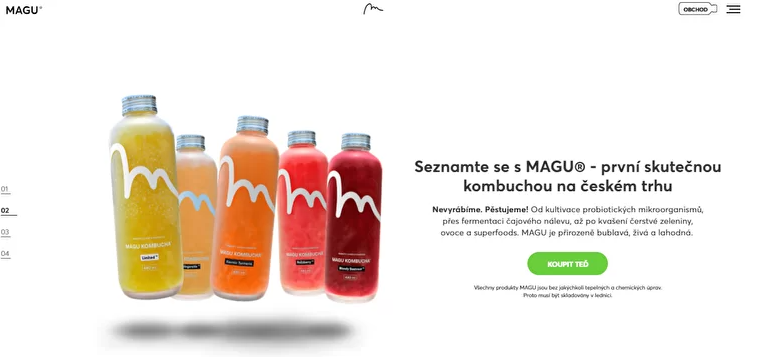 MAGU®
OBCHOD
01
02
03
04
MAGU KOMBUCHA
Limited
MAGU KOMBUCHA
MAGU KOMBUCHA
MAGU KOMBUCHA
MAGU KOMBUCHA
Seznamte se s MAGU® - první skutečnou
kombuchou na českém trhu
Nevyrábíme. Pěstujeme! Od kultivace probiotických mikroorganismů,
přes fermentaci čajového nálevu, až po kvašení čerstvé zeleniny,
ovoce a superfoods. MAGU je přirozeně bublavá, živá a lahodná.
KOUPIT TEĎ
Všechny produkty MAGU jsou bez jakýchkoli tepelných a chemických úprav.
Proto musí být skladovány v lednici.